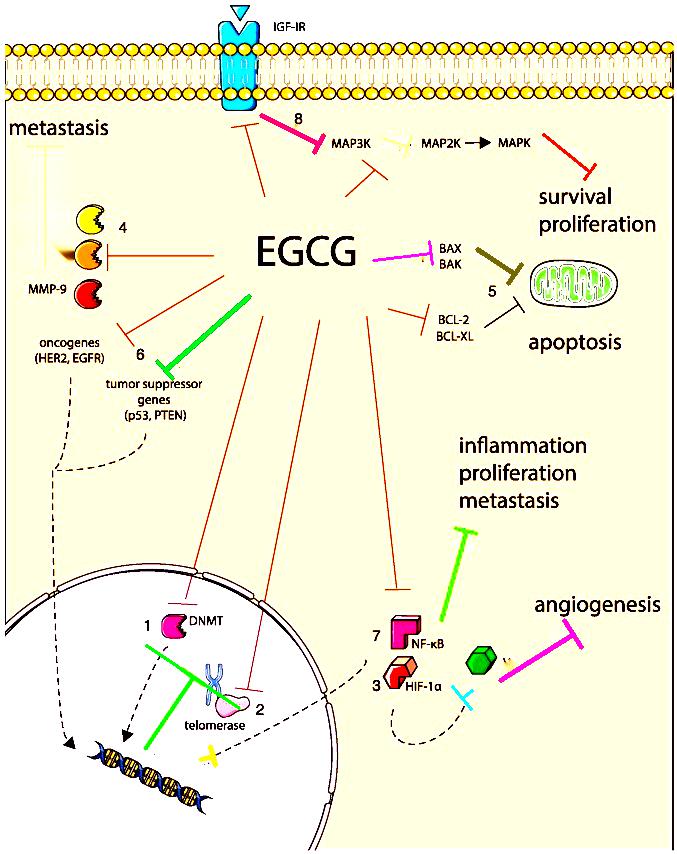 IGF-IR
metastasis
8
MAP3K
MAP2K
MAPK
survival
proliferation
4
EGCG
BAX
BAK
MMP-9
5
BCL-2
BCL-XL
apoptosis
oncogenes
(HER2, EGFR)
6
tumor suppressor
genes
(p53, PTEN)
inflammation
proliferation
metastasis
angiogenesis
1
DNMT
7
NF-κB
3
HIF-1α
2
telomerase